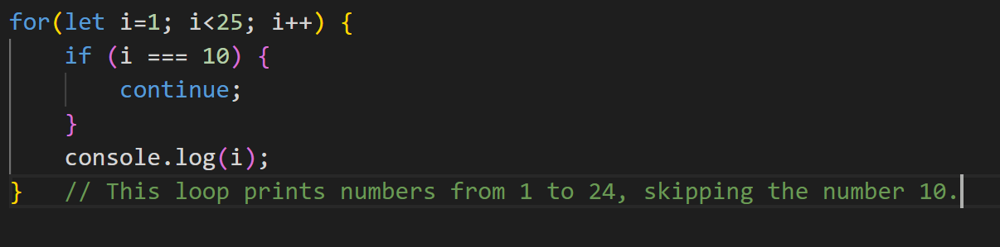 for(let i=1; i<25; i++) {
    if (i === 10) {
        continue;
    }
    console.log(i);
}   // This loop prints numbers from 1 to 24, skipping the number 10.